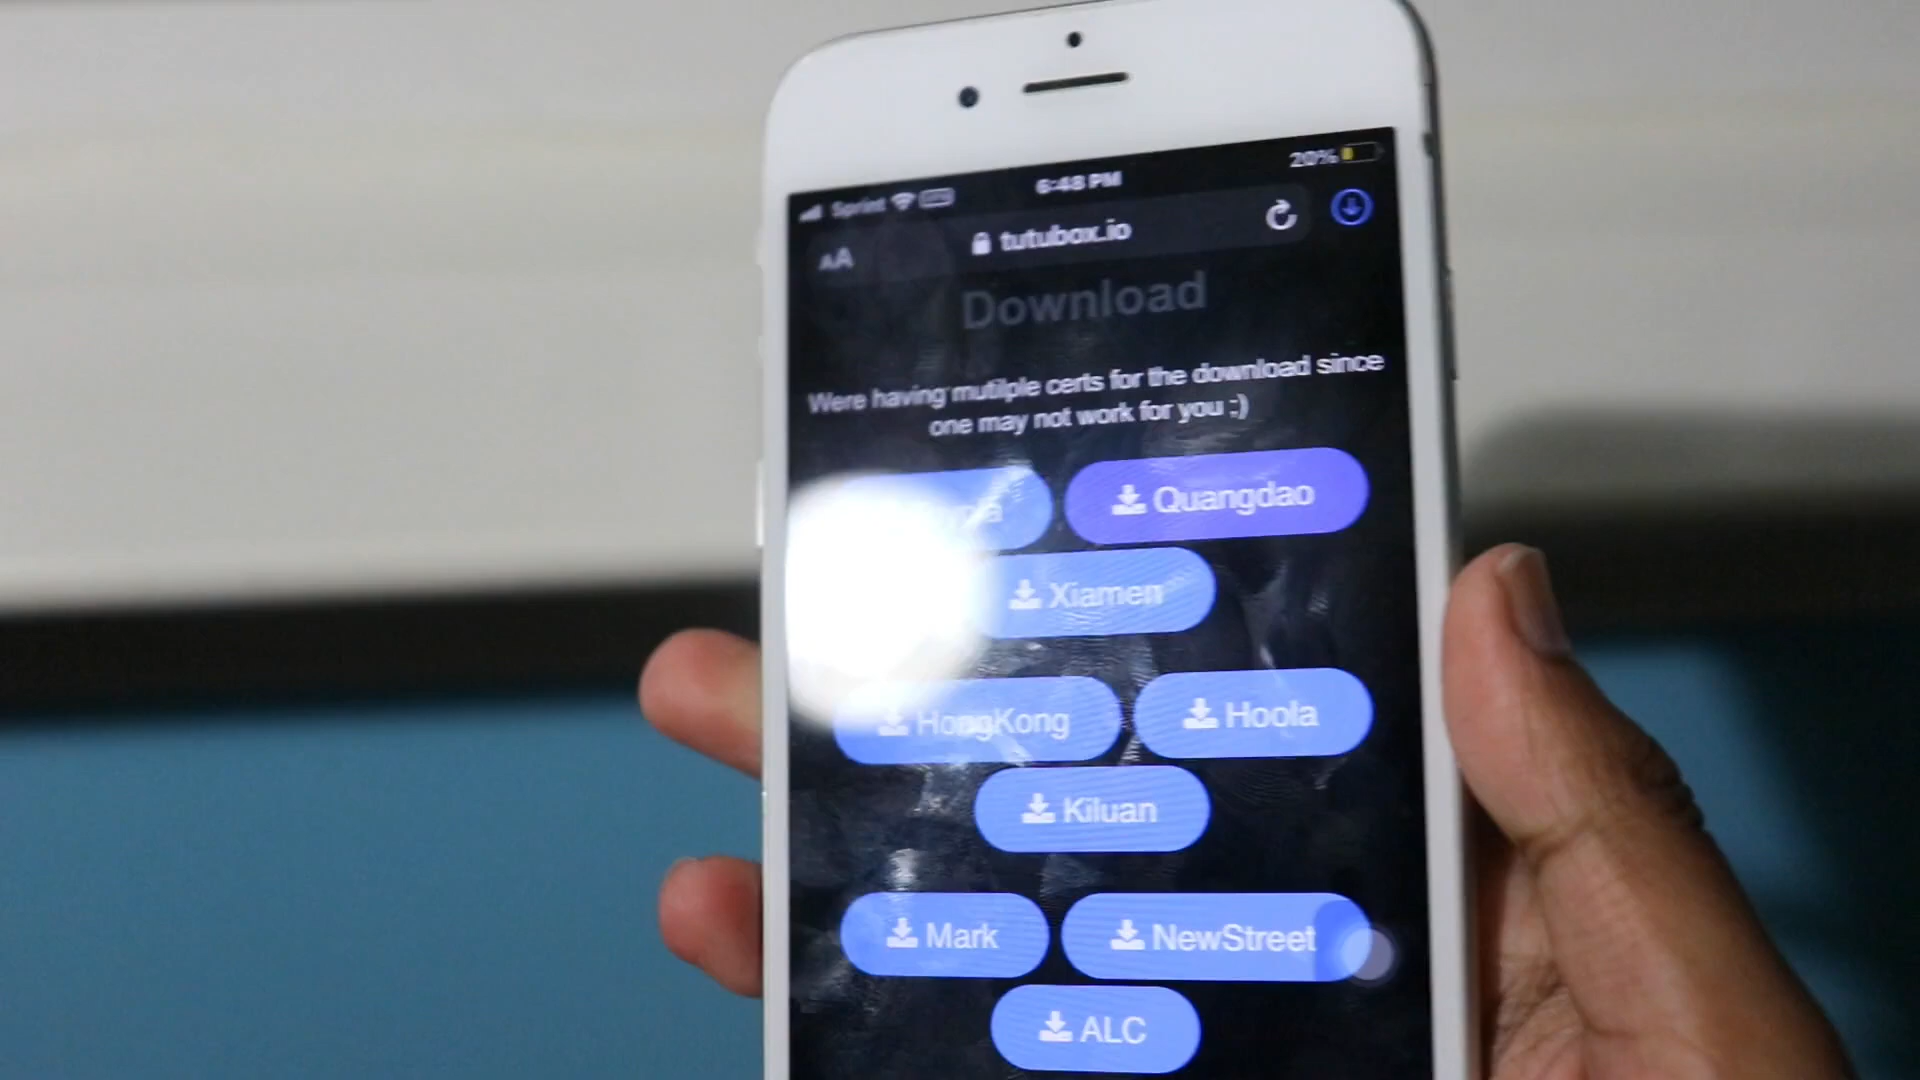 Sprint
6:48 PM
20%
AA
tutubox.io
Download
Were having mutilple certs for the download since
one may not work for you ;)
Quangdao
Xiamen
HongKong
Hoola
Kiluan
Mark
NewStreet
ALC